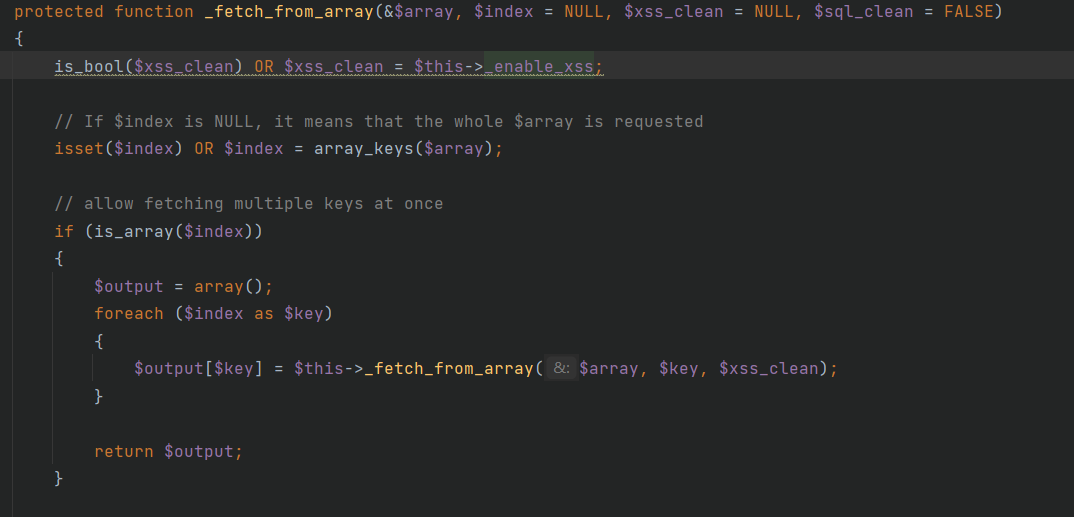 protected function _fetch_from_array(&$array, $index = NULL, $xss_clean = NULL, $sql_clean = FALSE)
{
is_bool($xss_clean) OR $xss_clean = $this->_enable_xss;
// If $index is NULL, it means that the whole $array is requested
isset($index) OR $index = array_keys($array);
// allow fetching multiple keys at once
if (is_array($index))
{
$output = array();
foreach ($index as $key)
{
$output[$key] = $this->_fetch_from_array( &: $array, $key, $xss_clean);
}
return $output;
}